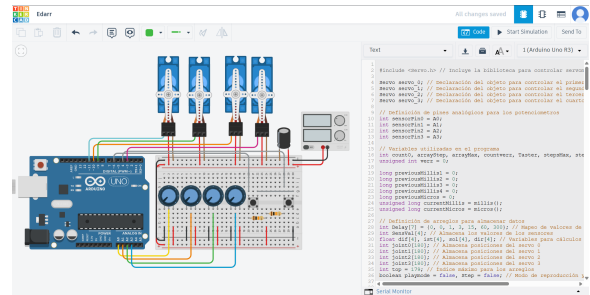 TIN
KER
CAD
Edarr
All changes saved
Code
Start Simulation
Send To
Text
1 (Arduino Uno R3)
#include <Servo.h> // Incluye la biblioteca para controlar servom
Servo servo_0; // Declaración del objeto para controlar el primer
Servo servo_1; // Declaración del objeto para controlar el segund
Servo servo_2; // Declaración del objeto para controlar el tercer
Servo servo_3; // Declaración del objeto para controlar el cuarto
// Definición de pines analógicos para los potenciómetros
int sensorPin0 = A0;
int sensorPin1 = A1;
int sensorPin2 = A2;
int sensorPin3 = A3;
// Variables utilizadas en el programa
int count0, arrayStep, arrayMax, countverz, Taster, stepsMax, ste
unsigned int verz = 0;
long previousMillis1 = 0;
long previousMillis2 = 0;
long previousMillis3 = 0;
long previousMillis4 = 0;
long previousMicros = 0;
unsigned long currentMillis = millis();
unsigned long currentMicros = micros();
// Definición de arreglos para almacenar datos
int Delay[7] = {0, 0, 1, 3, 15, 60, 300}; // Mapeo de valores de
int SensVal[4]; // Almacena los valores de los sensores
float dif[4], ist[4], sol[4], dir[4]; // Variables para cálculos
int joint0[180]; // Almacena posiciones del servo 0
int joint1[180]; // Almacena posiciones del servo 1
int joint2[180]; // Almacena posiciones del servo 2
int joint3[180]; // Almacena posiciones del servo 3
int top = 179; // Índice máximo para los arreglos
boolean playmode = false, Step = false; // Modo de reproducción y
Serial Monitor
DIGITAL (PWM~)
UNO
ARDUINO
POWER
ANALOG IN